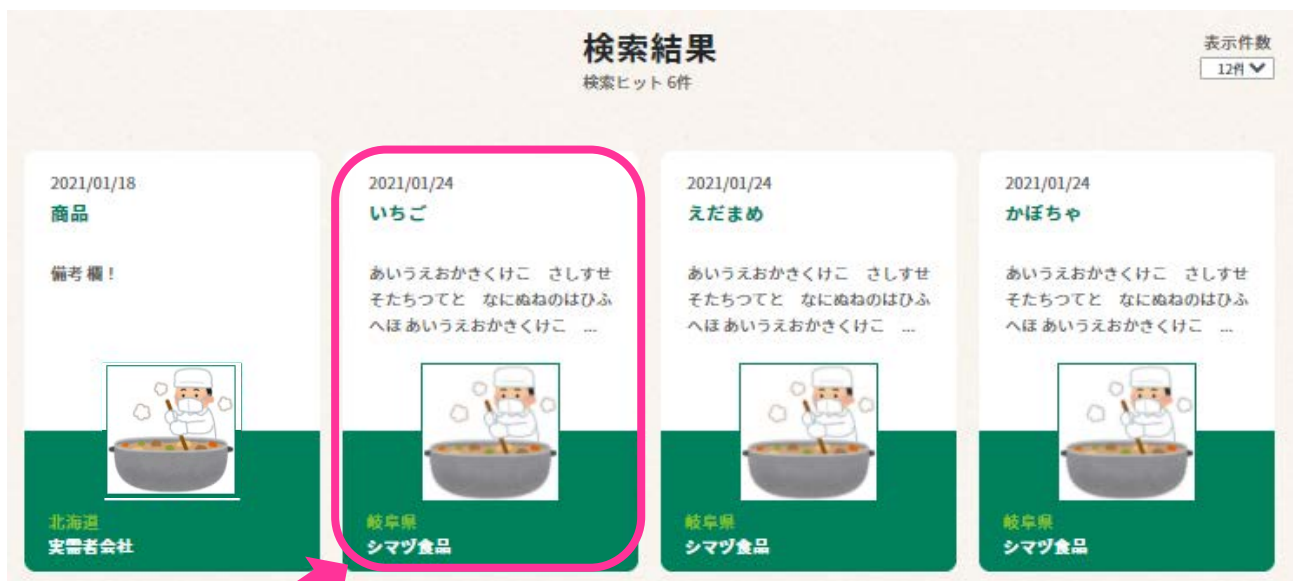 検索結果
検索ヒット 6件
表示件数
12件
2021/01/18
商品
備考 欄！
北海道
実需者会社
2021/01/24
いちご
あいうえおかきくけこ　さしすせ
そたちつてと　なにぬねのはひふ
へほ あいうえおかきくけこ　...
岐阜県
シマヅ食品
2021/01/24
えだまめ
あいうえおかきくけこ　さしすせ
そたちつてと　なにぬねのはひふ
へほ あいうえおかきくけこ　...
岐阜県
シマヅ食品
2021/01/24
かぼちゃ
あいうえおかきくけこ　さしすせ
そたちつてと　なにぬねのはひふ
へほ あいうえおかきくけこ　...
岐阜県
シマヅ食品